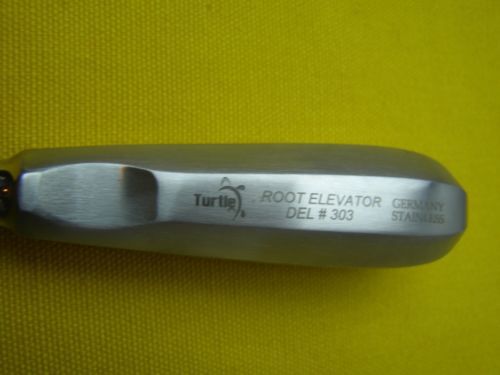 Turtle
ROOT ELEVATOR
DEL # 303
GERMANY
STAINLESS